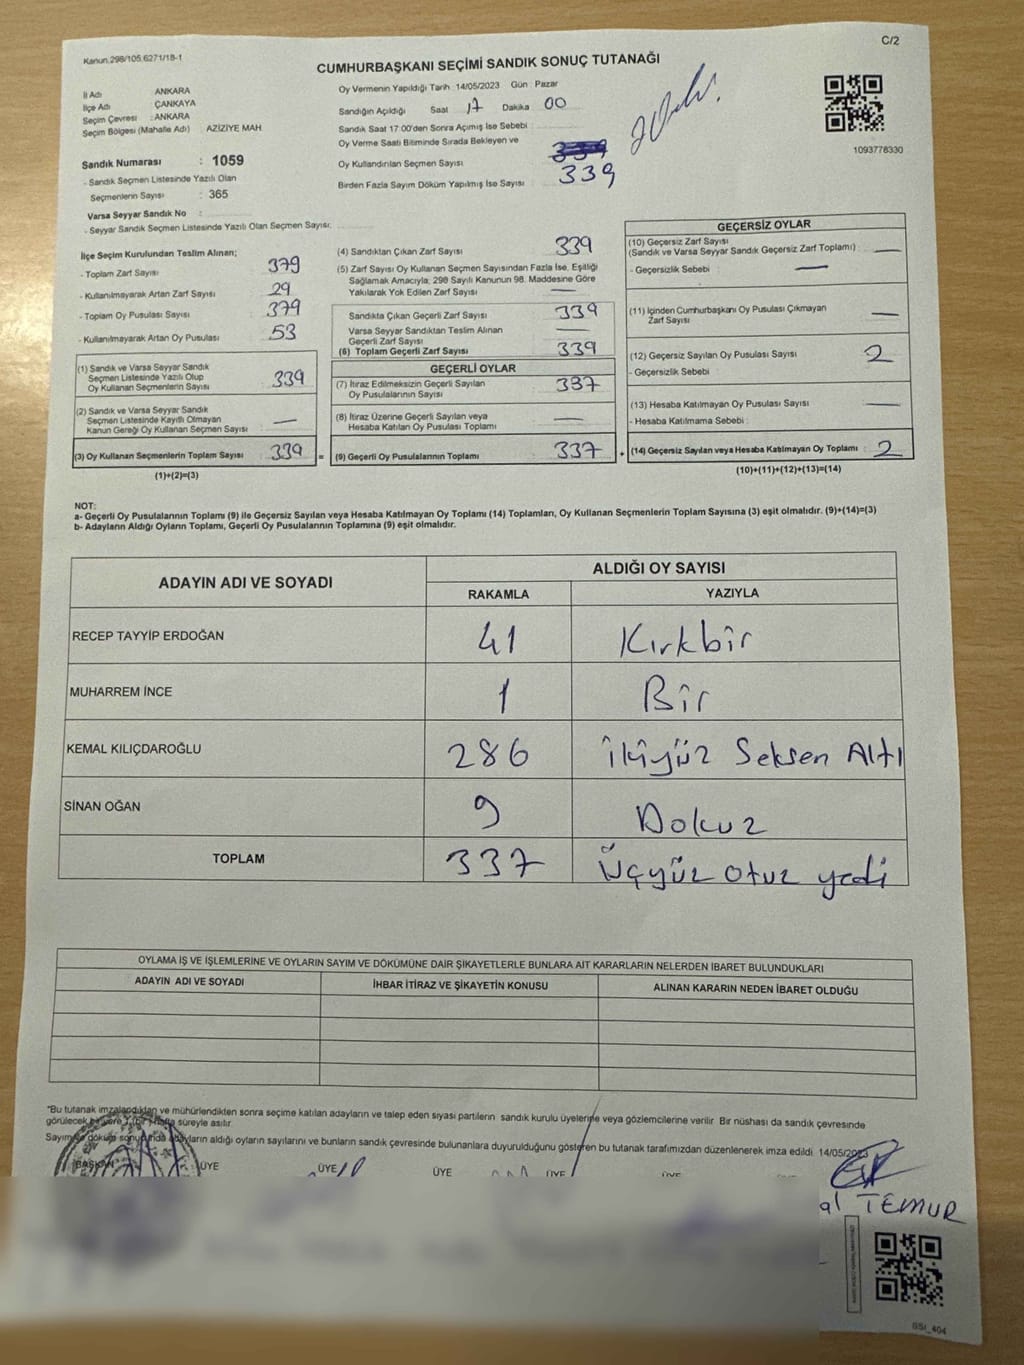 C/2
Kanun.298/105.6271/18-1
CUMHURBAŞKANI SEÇİMİ SANDIK SONUÇ TUTANAĞI
İl Adı ANKARA
İlçe Adı ÇANKAYA
Seçim Çevresi : ANKARA
Seçim Bölgesi (Mahalle Adı) : AZİZİYE MAH.
Sandık Numarası : 1059
- Sandık Seçmen Listesinde Yazılı Olan
Seçmenlerin Sayısı : 365
Varsa Seyyar Sandık No :
- Seyyar Sandık Seçmen Listesinde Yazılı Olan Seçmen Sayısı:
Oy Vermenin Yapıldığı Tarih 14/05/2023 Gün Pazar
Sandığın Açıldığı Saat 17 Dakika 00
Sandık Saat 17:00'den Sonra Açımış İse Sebebi :
Oy Verme Saati Bitiminde Sırada Bekleyen ve
Oy Kullandırılan Seçmen Sayısı 339
Birden Fazla Sayım Döküm Yapılmış İse Sayısı
1093778330
İlçe Seçim Kurulundan Teslim Alınan;
- Toplam Zarf Sayısı 379
- Kullanılmayarak Artan Zarf Sayısı 29
- Toplam Oy Pusulası Sayısı 379
- Kullanılmayarak Artan Oy Pusulası 53
(1) Sandık ve Varsa Seyyar Sandık
Seçmen Listesinde Yazılı Olup
Oy Kullanan Seçmenlerin Sayısı : 339
(2) Sandık ve Varsa Seyyar Sandık
Seçmen Listesinde Kayıtlı Olmayan
Kanun Gereği Oy Kullanan Seçmen Sayısı : —
(3) Oy Kullanan Seçmenlerin Toplam Sayısı : 339 =
(1)+(2)=(3)
(4) Sandıktan Çıkan Zarf Sayısı 339
(5) Zarf Sayısı Oy Kullanan Seçmen Sayısından Fazla İse, Eşitliği
Sağlamak Amacıyla; 298 Sayılı Kanunun 98. Maddesine Göre
Yakılarak Yok Edilen Zarf Sayısı —
Sandıkta Çıkan Geçerli Zarf Sayısı : 339
Varsa Seyyar Sandıktan Teslim Alınan
Geçerli Zarf Sayısı —
(6) Toplam Geçerli Zarf Sayısı 339
GEÇERLİ OYLAR
(7) İtiraz Edilmeksizin Geçerli Sayılan
Oy Pusulalarının Sayısı : 337
(8) İtiraz Üzerine Geçerli Sayılan veya
Hesaba Katılan Oy Pusulası Toplamı : —
(9) Geçerli Oy Pusulalarının Toplamı : 337 +
GEÇERSİZ OYLAR
(10) Geçersiz Zarf Sayısı
(Sandık ve Varsa Seyyar Sandık Geçersiz Zarf Toplamı) : —
- Geçersizlik Sebebi : —
(11) İçinden Cumhurbaşkanı Oy Pusulası Çıkmayan
Zarf Sayısı : —
(12) Geçersiz Sayılan Oy Pusulası Sayısı : 2
- Geçersizlik Sebebi :
(13) Hesaba Katılmayan Oy Pusulası Sayısı : —
- Hesaba Katılmama Sebebi :
(14) Geçersiz Sayılan veya Hesaba Katılmayan Oy Toplamı : 2
(10)+(11)+(12)+(13)=(14)
NOT:
a- Geçerli Oy Pusulalarının Toplamı (9) ile Geçersiz Sayılan veya Hesaba Katılmayan Oy Toplamı (14) Toplamları, Oy Kullanan Seçmenlerin Toplam Sayısına (3) eşit olmalıdır. (9)+(14)=(3)
b- Adayların Aldığı Oyların Toplamı, Geçerli Oy Pusulalarının Toplamına (9) eşit olmalıdır.
ADAYIN ADI VE SOYADI
ALDIĞI OY SAYISI
RAKAMLA YAZIYLA
RECEP TAYYİP ERDOĞAN 41 Kırkbir
MUHARREM İNCE 1 Bir
KEMAL KILIÇDAROĞLU 286 ikiyüz Seksen Altı
SİNAN OĞAN 9 Dokuz
TOPLAM 337 Üçyüz otuz yedi
OYLAMA İŞ VE İŞLEMLERİNE VE OYLARIN SAYIM VE DÖKÜMÜNE DAİR ŞİKAYETLERLE BUNLARA AİT KARARLARIN NELERDEN İBARET BULUNDUKLARI
ADAYIN ADI VE SOYADI İHBAR İTİRAZ VE ŞİKAYETİN KONUSU ALINAN KARARIN NEDEN İBARET OLDUĞU
"Bu tutanak imzalandıktan ve mühürlendikten sonra seçime katılan adayların ve talep eden siyasi partilerin sandık kurulu üyelerine veya gözlemcilerine verilir Bir nüshası da sandık çevresinde
görülecek bir yere 1 (bir) hafta süreyle asılır.
Sayım ve döküm sonucunda adayların aldığı oyların sayılarını ve bunların sandık çevresinde bulunanlara duyurulduğunu gösteren bu tutanak tarafımızdan düzenlenerek imza edildi. 14/05/2023
BAŞKAN ÜYE ÜYE ÜYE ÜYE ÜYE
TEMUR